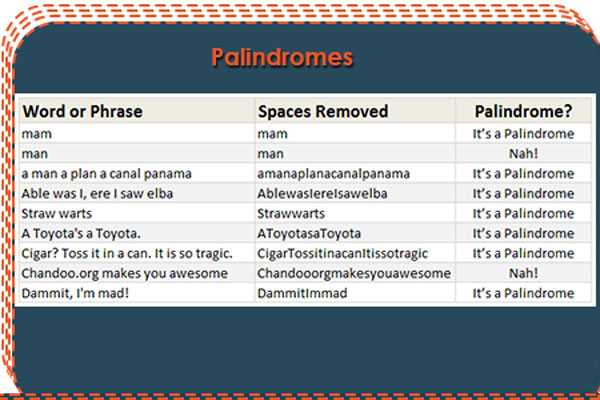 Palindromes
Word or Phrase Spaces Removed Palindrome?
mam mam It's a Palindrome
man man Nah!
a man a plan a canal panama amanaplanacanalpanama It's a Palindrome
Able was I, ere I saw elba AblewasIereIsawelba It's a Palindrome
Straw warts Strawwarts It's a Palindrome
A Toyota's a Toyota. AToyotasaToyota It's a Palindrome
Cigar? Toss it in a can. It is so tragic. CigarTossitinacanItissotragic It's a Palindrome
Chandoo.org makes you awesome Chandooorgmakesyouawesome Nah!
Dammit, I'm mad! DammitImmad It's a Palindrome